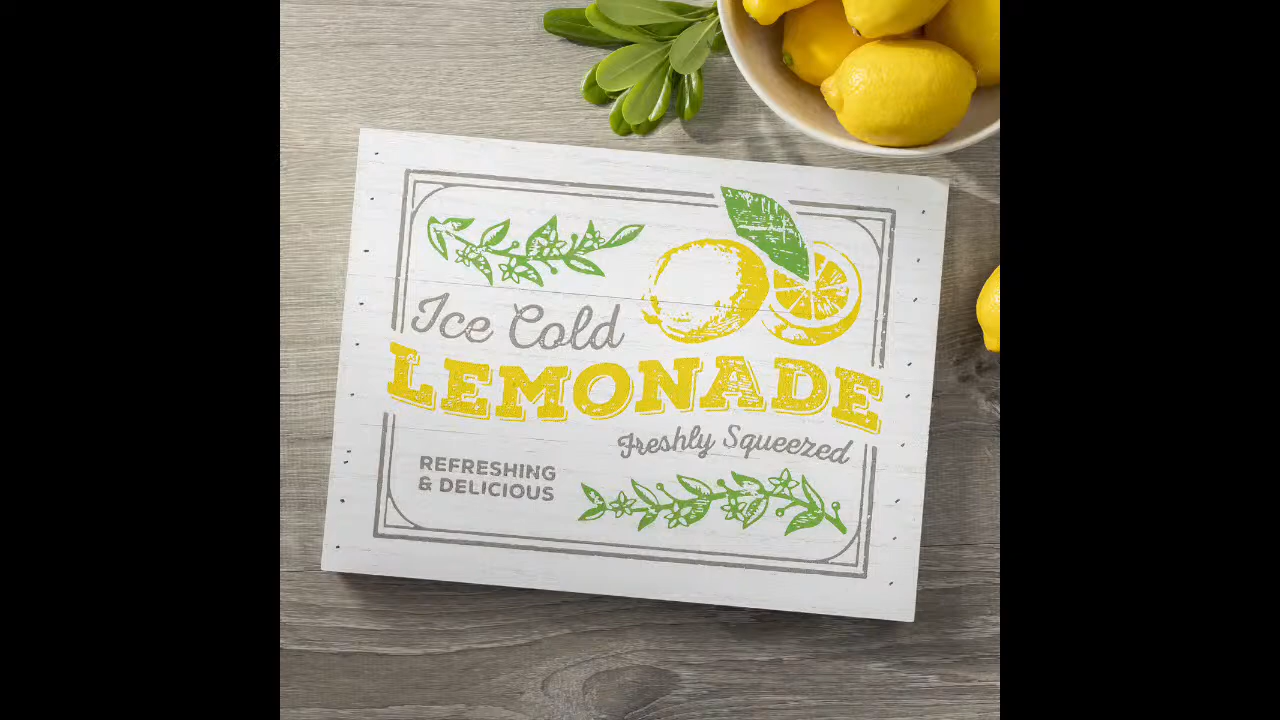 Ice Cold
LEMONADE
Freshly Squeezed
REFRESHING
& DELICIOUS